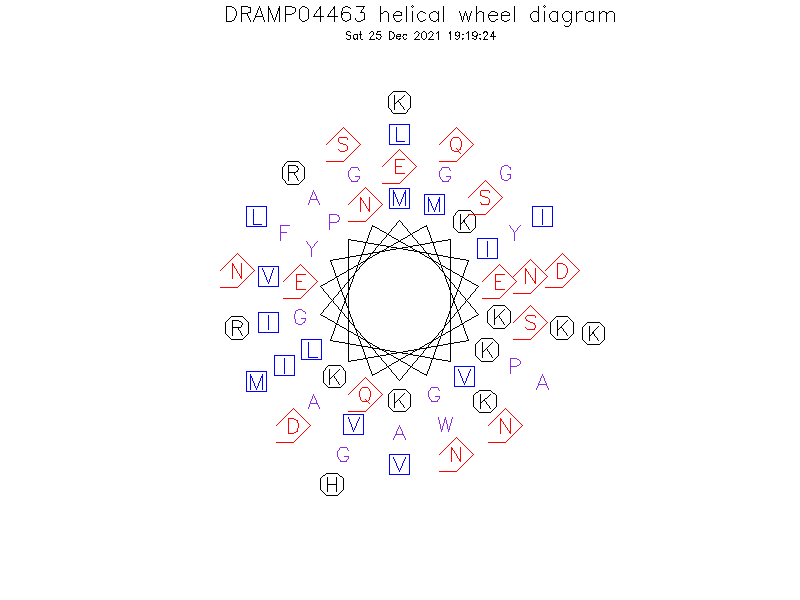 DRAMP04463 helical wheel diagram
Sat 25 Dec 2021 19:19:24
K
L
S Q
R G E G G
A N M M S
L P K I
F Y
Y I
N V E E N D
R I G K S K K
L K
I P
M K V A
A Q K G K
D V A W N
G V N
H